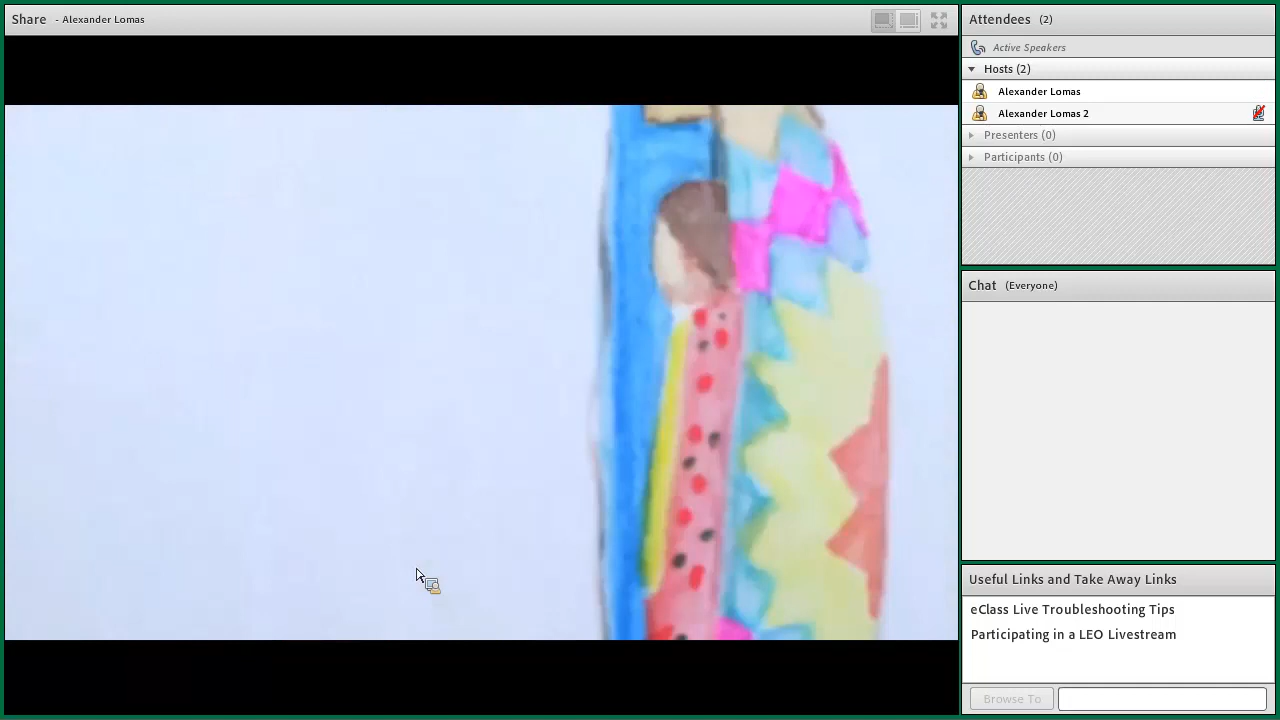 Share - Alexander Lomas
Attendees (2)
Active Speakers
Hosts (2)
Alexander Lomas
Alexander Lomas 2
Presenters (0)
Participants (0)
Chat (Everyone)
Useful Links and Take Away Links
eClass Live Troubleshooting Tips
Participating in a LEO Livestream
Browse To